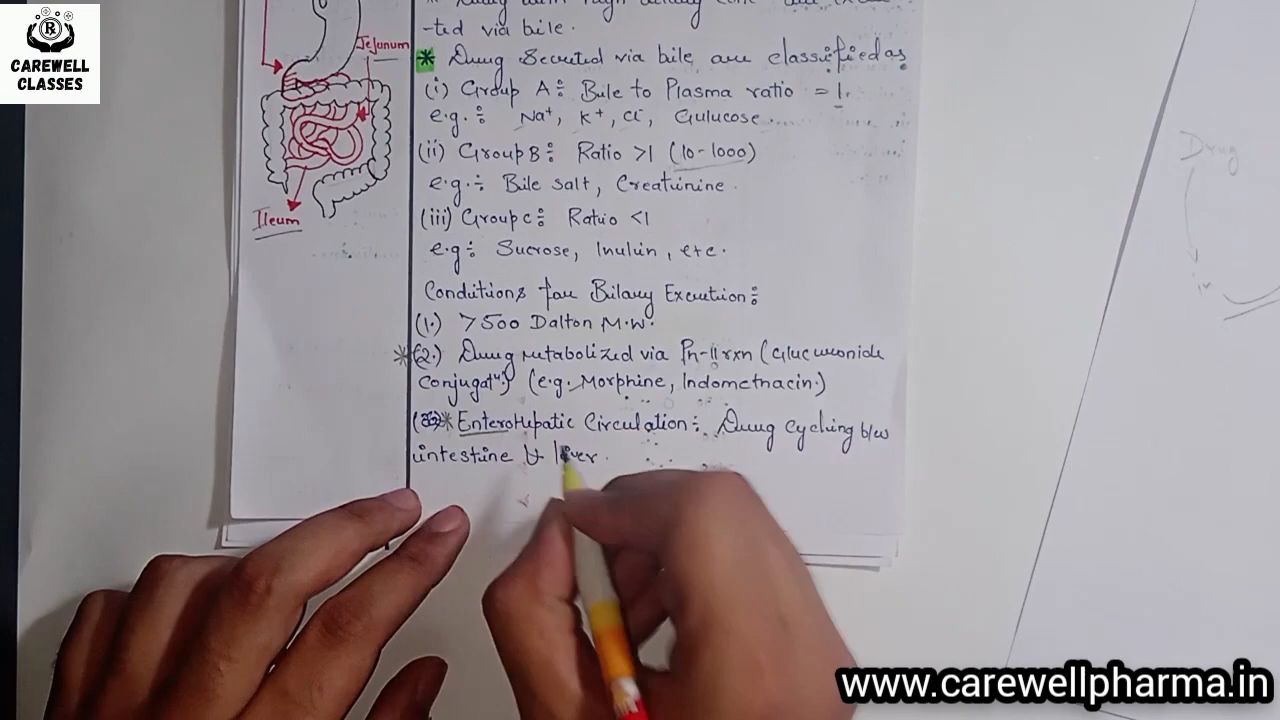 CAREWELL
CLASSES
Jejunum
Ileum
-ted via bile.
* Drug Secreted via bile are classified as
(i) Group A: Bile to Plasma ratio = 1.
e.g.: Na+, K+, Cl-, Gulucose.
(ii) Group B: Ratio >1 (10-1000)
e.g.: Bile salt, Creatinine.
(iii) Group C: Ratio <1
e.g: Sucrose, Inulin, etc.
Conditions for Bilary Excretion:
(1.) >500 Dalton M.W.
*(2.) Drug metabolized via Ph-II rxn (Glucuronide
conjugatn.) (e.g. Morphine, Indomethacin.)
* EnteroHepatic Circulation: Drug Cycling b/w
intestine & liver.
Drug
www.carewellpharma.in